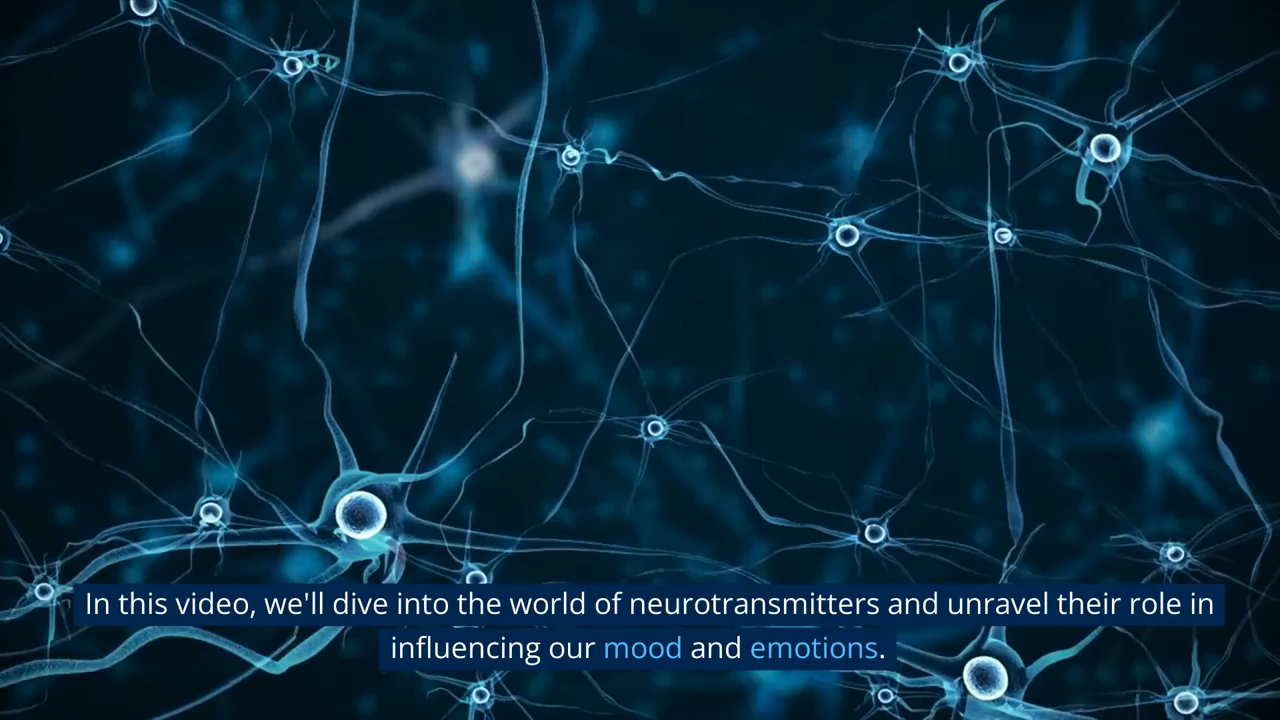 In this video, we'll dive into the world of neurotransmitters and unravel their role in
influencing our mood and emotions.